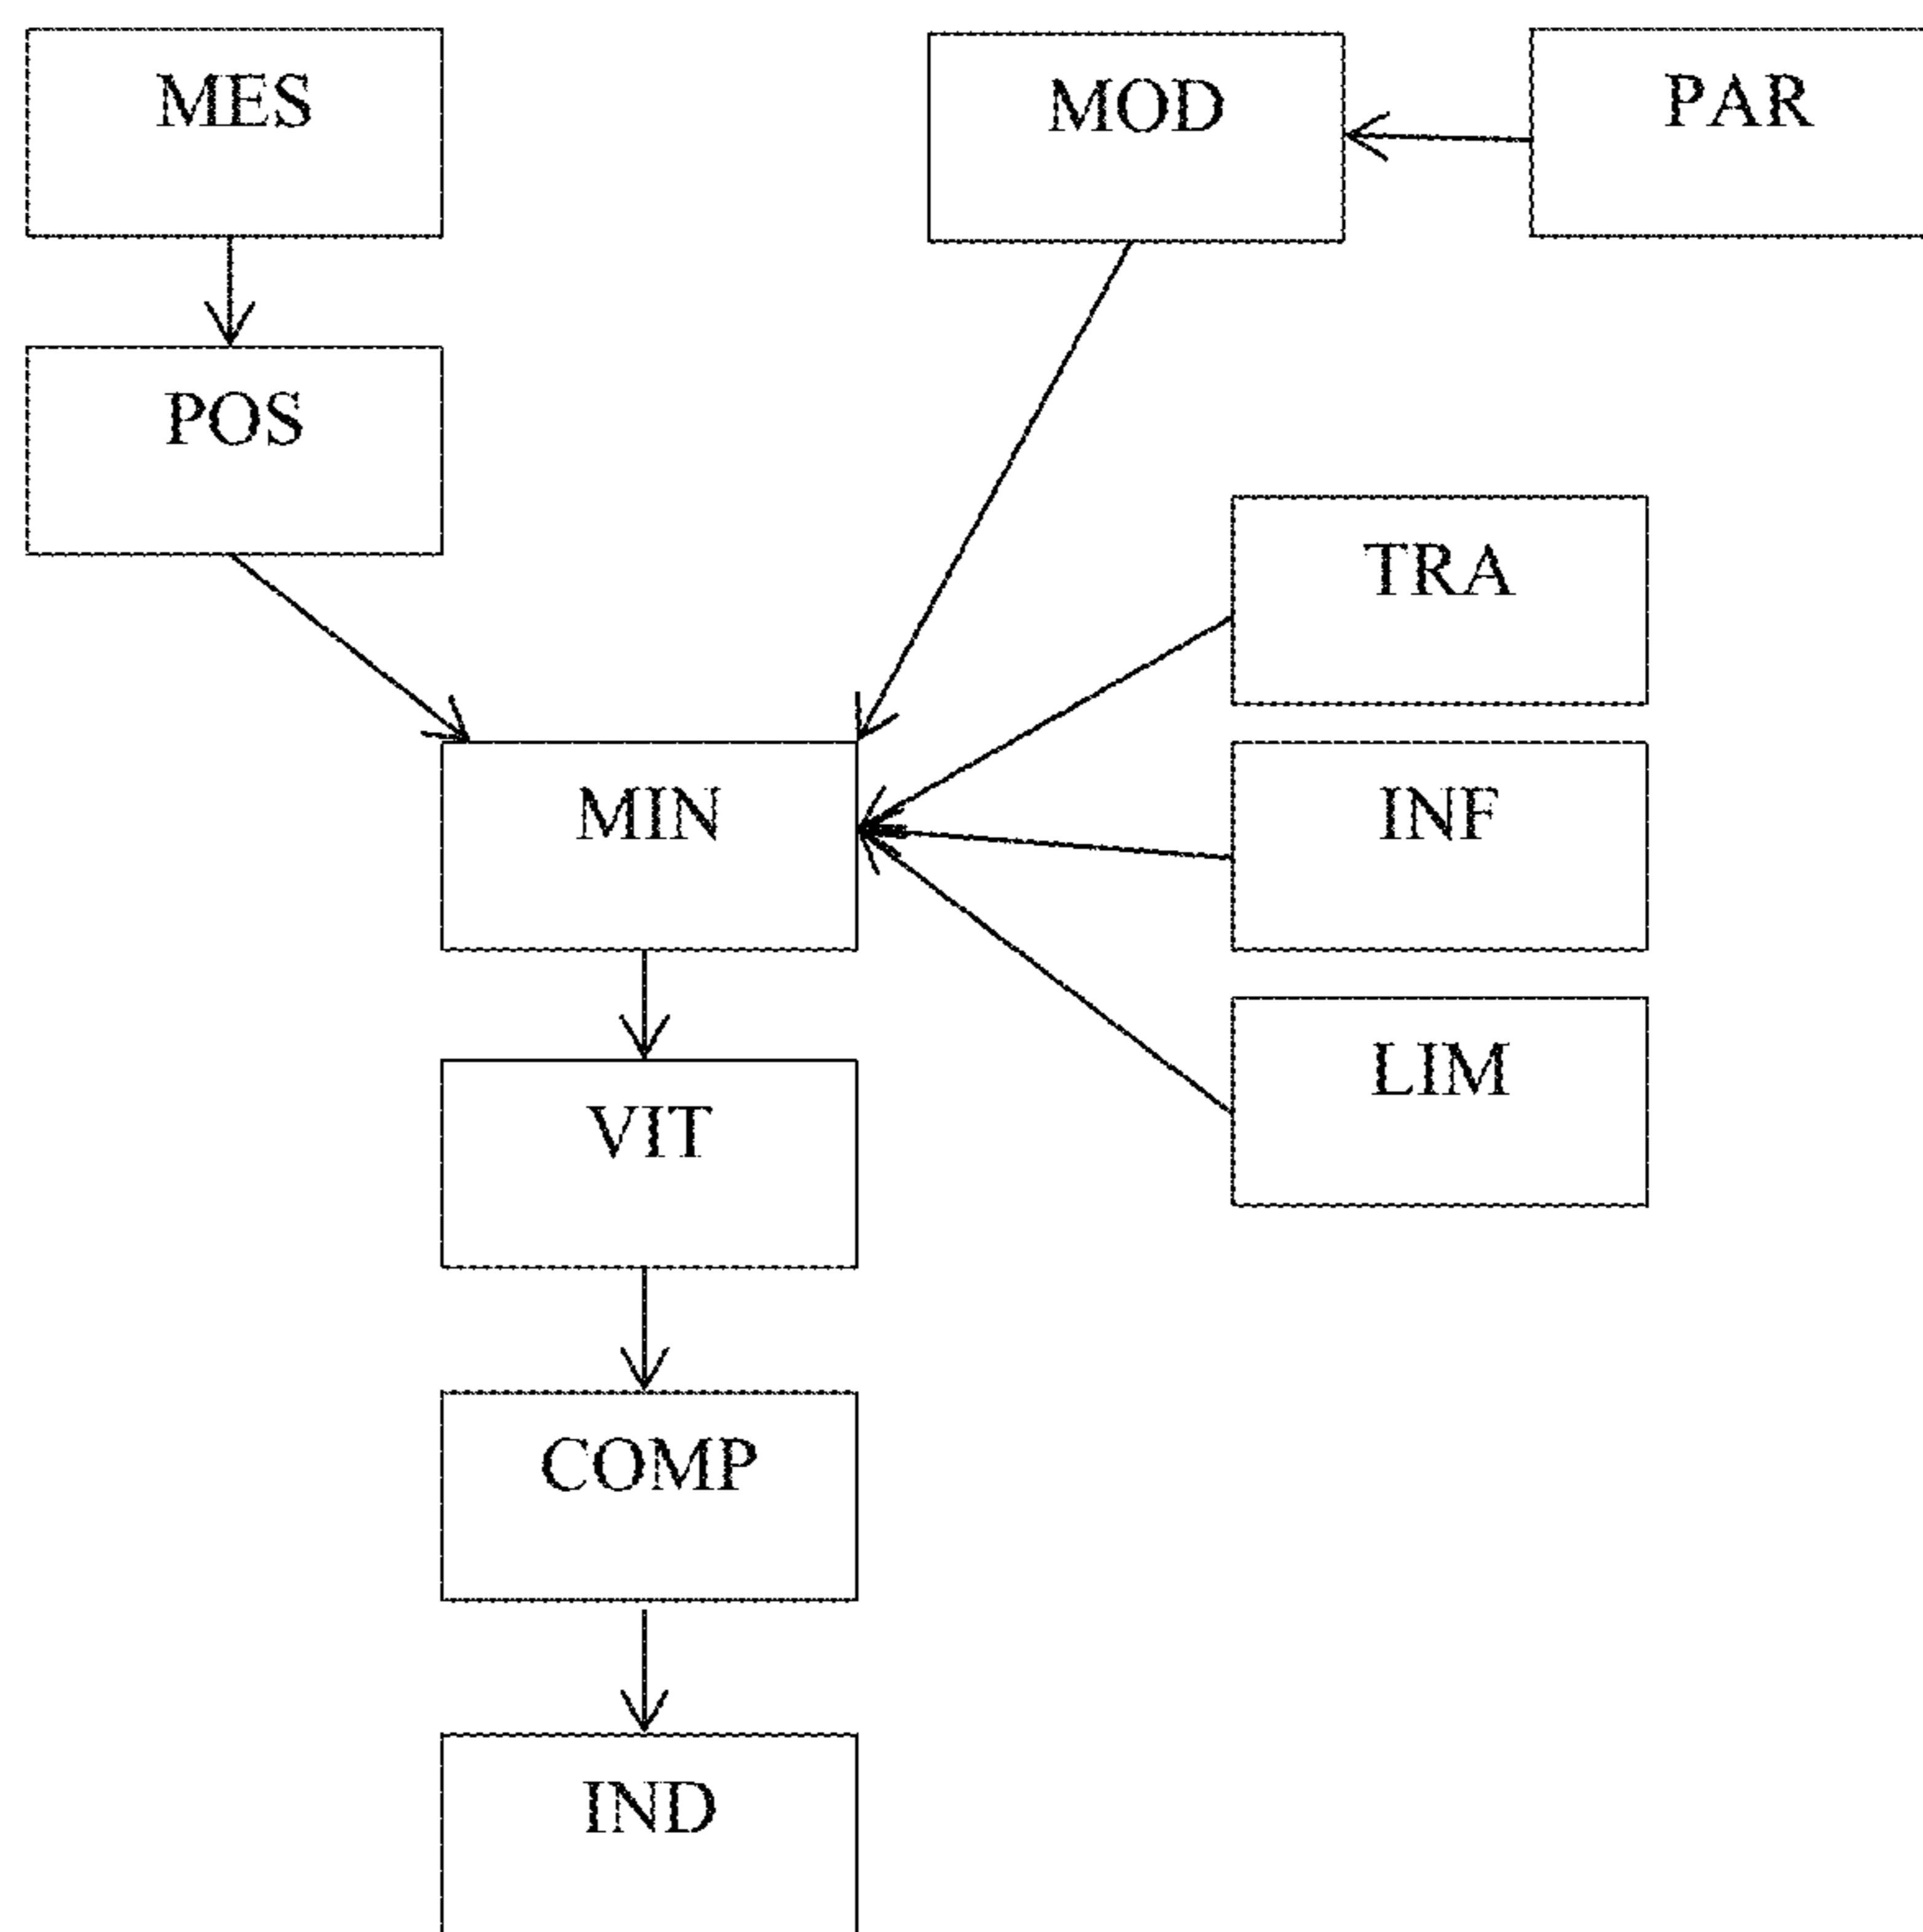 MES
MOD
PAR
POS
TRA
MIN
INF
LIM
VIT
COMP
IND